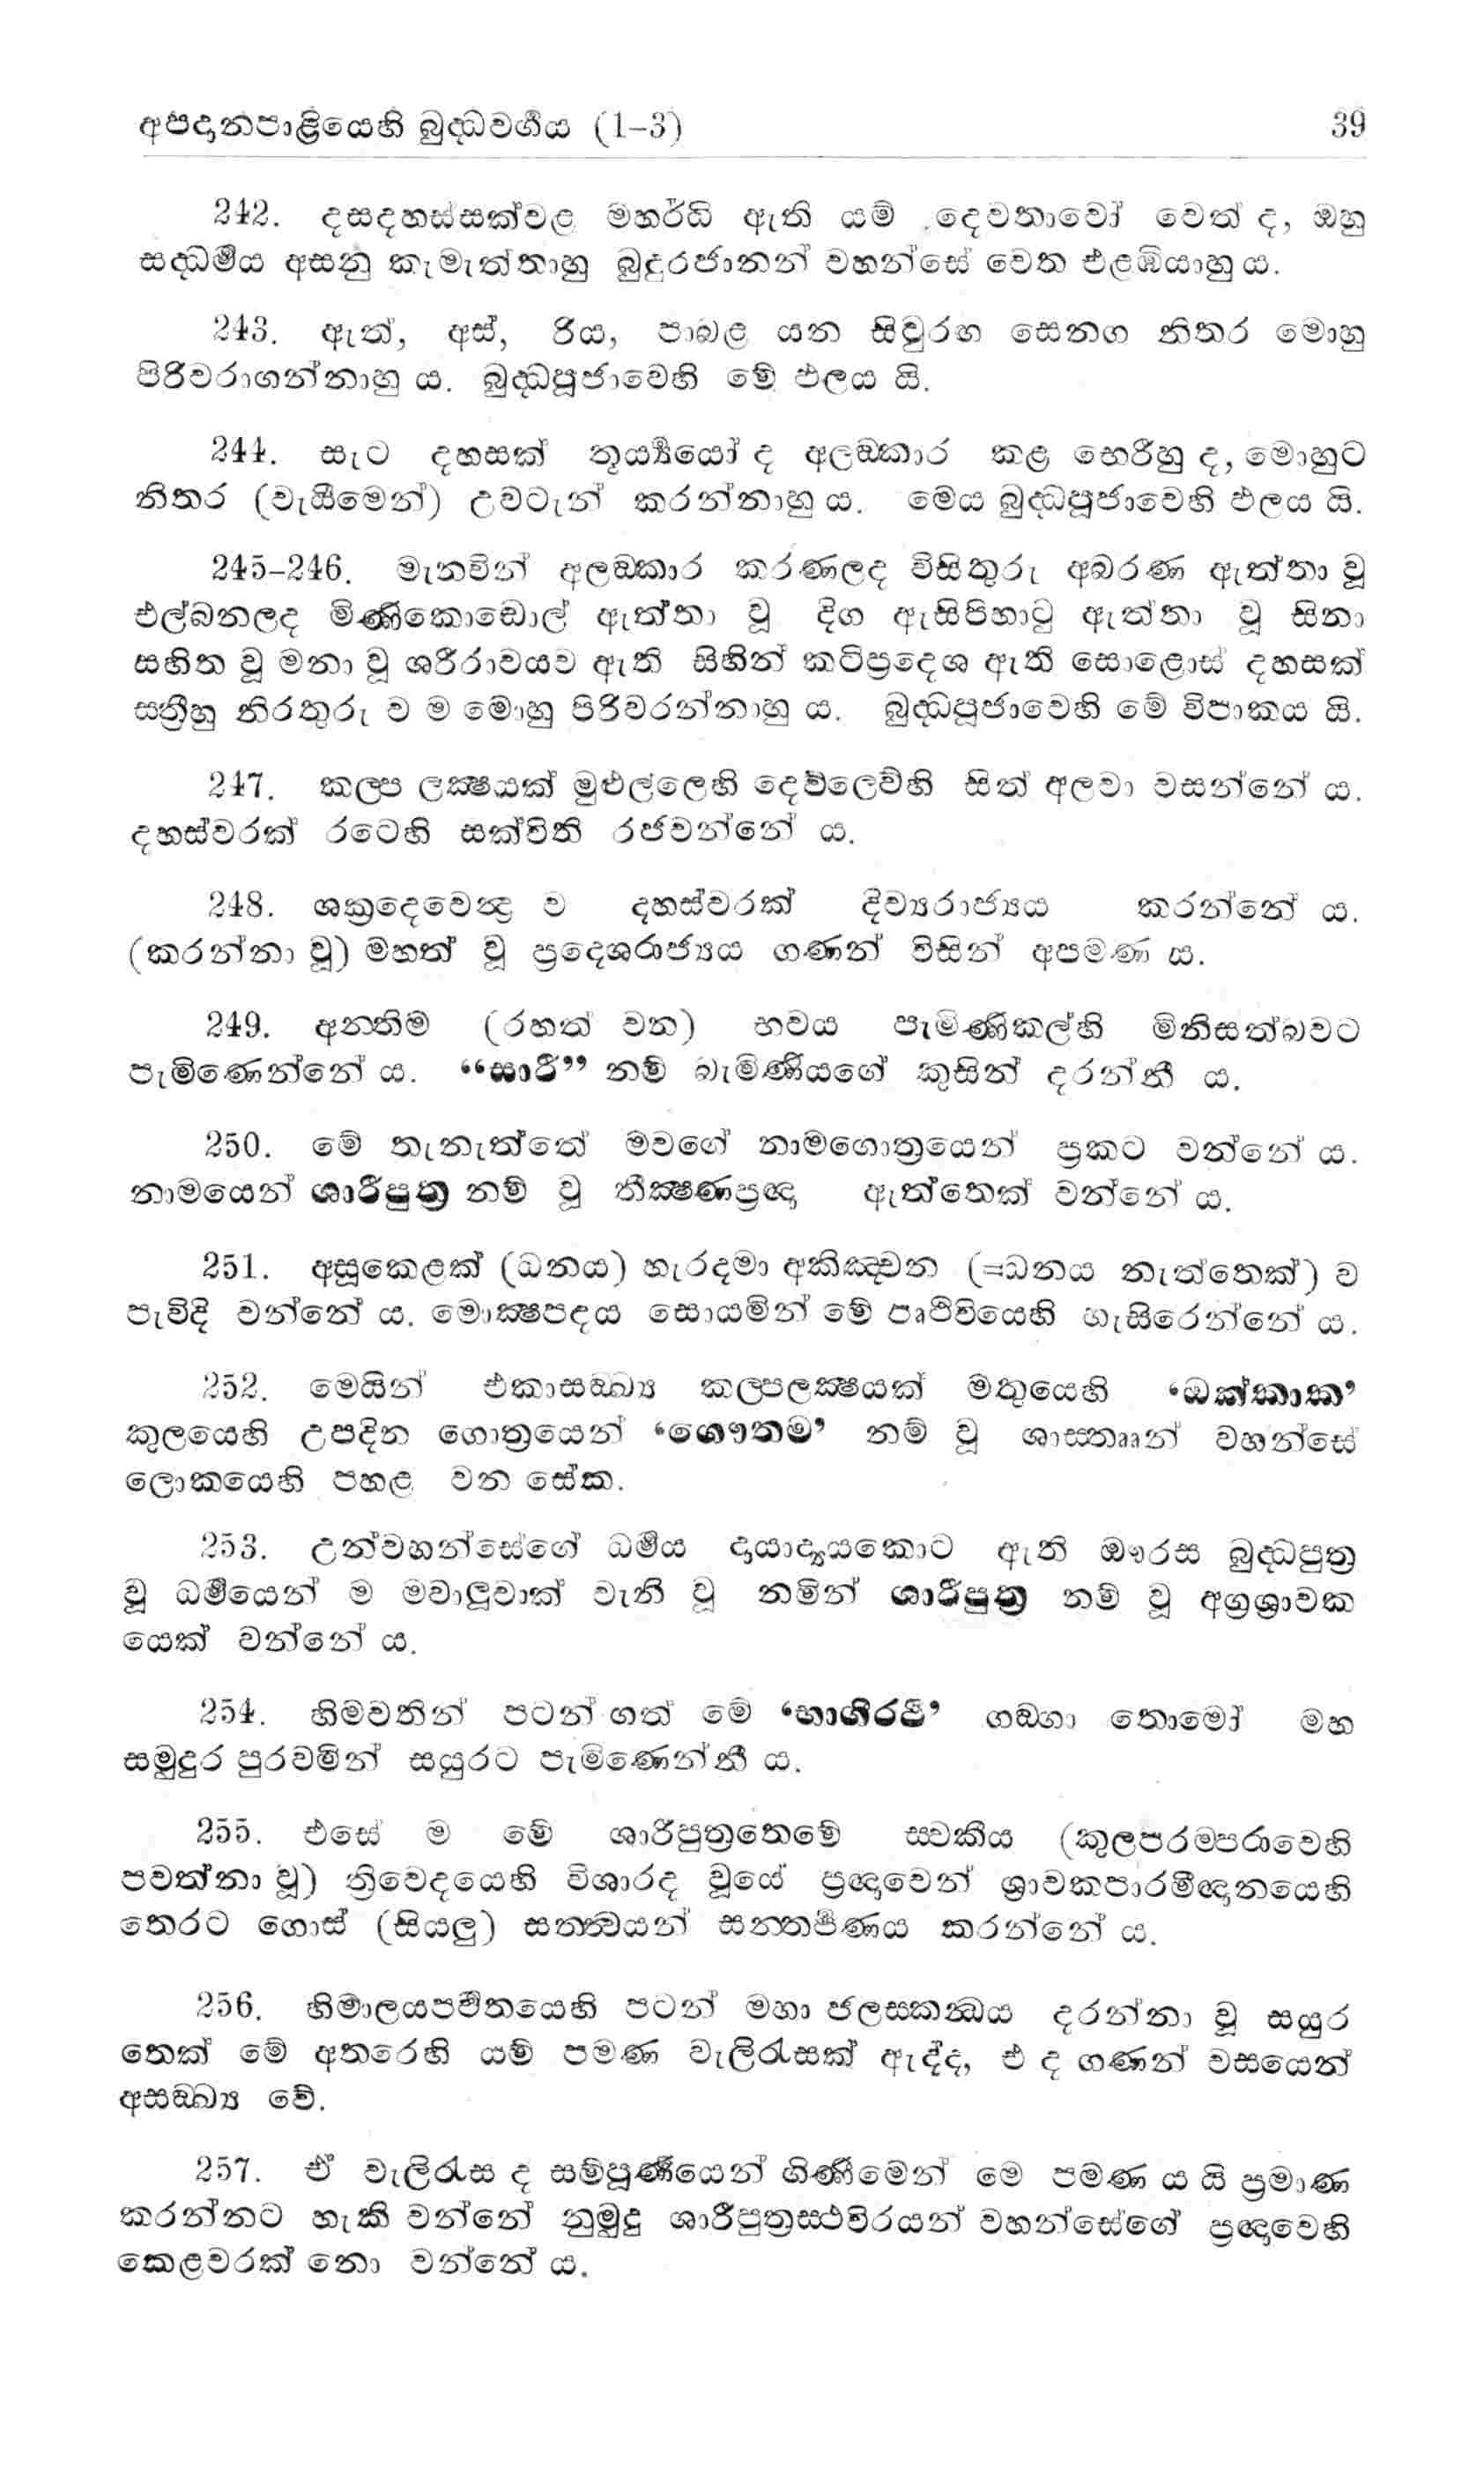 අපදානපාළියෙහි බුද්ධවර්‍ගය (1-3) 39
242. දසදහස්සක්වළ මහර්ධි ඇති යම් දෙවතාවෝ වෙත් ද, ඔහු
සද්ධර්‍මය අසනු කැමැත්තාහු බුදුරජානන් වහන්සේ වෙත එළඹියාහු ය.
243. ඇත්, අස්, රිය, පාබළ යන සිවුරඟ සෙනග නිතර මොහු
පිරිවරාගන්නාහු ය. බුද්ධපූජාවෙහි මේ ඵලය යි.
244. සැට දහසක් තූර්‍ය්‍යයෝ ද අලඞ්කාර කළ භෙරීහු ද, මොහුට
නිතර (වැයීමෙන්) උවටැන් කරන්නාහු ය. මෙය බුද්ධපූජාවෙහි ඵලය යි.
245-246. මැනවින් අලඞ්කාර කරණලද විසිතුරු අබරණ ඇත්තා වූ
එල්බනලද මිණිකොඩොල් ඇත්තා වූ දිග ඇසිපිහාටු ඇත්තා වූ සිනා
සහිත වූ මනා වූ ශරීරාවයව ඇති සිහින් කටිප්‍රදෙශ ඇති සොළොස් දහසක්
ස්ත්‍රීහු නිරතුරු ව ම මොහු පිරිවරන්නාහු ය. බුද්ධපූජාවෙහි මේ විපාකය යි.
247. කල්ප ලක්‍ෂයක් මුළුල්ලෙහි දෙව්ලෙව්හි සිත් අලවා වසන්නේ ය.
දහස්වරක් රටෙහි සක්විති රජවන්නේ ය.
248. ශක්‍රදෙවෙන්‍ද්‍ර ව දහස්වරක් දිව්‍යරාජ්‍යය කරන්නේ ය.
(කරන්නා වූ) මහත් වූ ප්‍රදෙශරාජ්‍යය ගණන් විසින් අපමණ ය.
249. අන්තිම (රහත් වන) භවය පැමිණිකල්හි මිනිසත්බවට
පැමිණෙන්නේ ය. “සාරී” නම් බැමිණියගේ කුසින් දරන්නී ය.
250. මේ තැනැත්තේ මවගේ නාමගොත්‍රයෙන් ප්‍රකට වන්නේ ය.
නාමයෙන් ශාරීපුත්‍ර නම් වූ තීක්‍ෂණප්‍රඥා ඇත්තෙක් වන්නේ ය.
251. අසූකෙළක් (ධනය) හැරදමා අකිඤ්චන (=ධනය නැත්තෙක්) ව
පැවිදි වන්නේ ය. මොක්‍ෂපදය සොයමින් මේ පෘථිවියෙහි හැසිරෙන්නේ ය.
252. මෙයින් එකාසඞ්ඛ්‍ය කල්පලක්‍ෂයක් මතුයෙහි ‘ඔක්කාක’
කුලයෙහි උපදින ගොත්‍රයෙන් ‘ගෞතම’ නම් වූ ශාස්තෲන් වහන්සේ
ලොකයෙහි පහළ වන සේක.
253. උන්වහන්සේගේ ධර්‍මය දායාද්‍යයකොට ඇති ඖරස බුද්ධපුත්‍ර
වූ ධර්‍මයෙන් ම මවාලූවාක් වැනි වූ නමින් ශාරීපුත්‍ර නම් වූ අග්‍රශ්‍රාවක
යෙක් වන්නේ ය.
254. හිමවතින් පටන් ගත් මේ ‘භාගීරථී’ ගඞ්ගා තොමෝ මහ
සමුදුර පුරවමින් සයුරට පැමිණෙන්නී ය.
255. එසේ ම මේ ශාරීපුත්‍රතෙමේ ස්වකීය (කුලපරම්පරාවෙහි
පවත්නා වූ) ත්‍රිවෙදයෙහි විශාරද වූයේ ප්‍රඥාවෙන් ශ්‍රාවකපාරමීඥානයෙහි
තෙරට ගොස් (සියලු) සත්ත්වයන් සන්තර්‍පණය කරන්නේ ය.
256. හිමාලයපර්‍වතයෙහි පටන් මහා ජලස්කන්‍ධය දරන්නා වූ සයුර
තෙක් මේ අතරෙහි යම් පමණ වැලිරැසක් ඇද්ද, එ ද ගණන් වසයෙන්
අසඞ්ඛ්‍ය වේ.
257. ඒ වැලිරැස ද සම්පූර්‍ණයෙන් ගිණීමෙන් මෙ පමණ ය යි ප්‍රමාණ
කරන්නට හැකි වන්නේ නුමුදු ශාරීපුත්‍රස්ථවිරයන් වහන්සේගේ ප්‍රඥාවෙහි
කෙළවරක් නො වන්නේ ය.